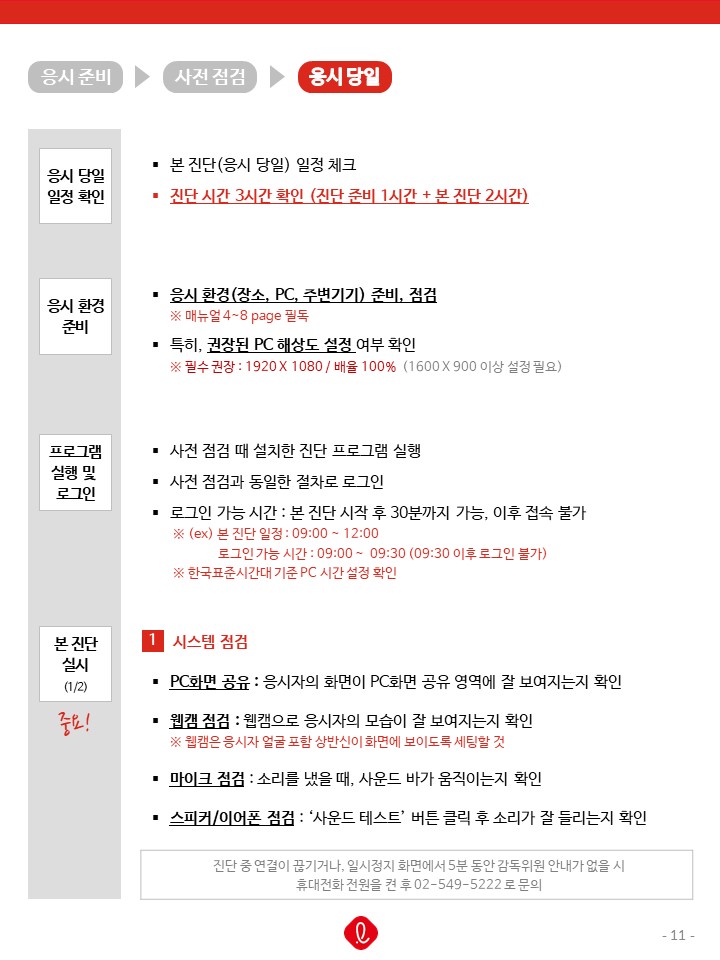 응시 준비
사전 점검
응시 당일
응시 당일
일정 확인
▪ 본 진단(응시 당일) 일정 체크
▪ 진단 시간 3시간 확인 (진단 준비 1시간 + 본 진단 2시간)
응시 환경
준비
▪ 응시 환경(장소, PC, 주변기기) 준비, 점검
※ 매뉴얼 4~8 page 필독
▪ 특히, 권장된 PC 해상도 설정 여부 확인
※ 필수 권장 : 1920 X 1080 / 배율 100% (1600 X 900 이상 설정 필요)
프로그램
실행 및
로그인
▪ 사전 점검 때 설치한 진단 프로그램 실행
▪ 사전 점검과 동일한 절차로 로그인
▪ 로그인 가능 시간 : 본 진단 시작 후 30분까지 가능, 이후 접속 불가
※ (ex) 본 진단 일정 : 09:00 ~ 12:00
로그인 가능 시간 : 09:00 ~ 09:30 (09:30 이후 로그인 불가)
※ 한국표준시간대 기준 PC 시간 설정 확인
본 진단
실시
(1/2)
중요!
1 시스템 점검
▪ PC화면 공유 : 응시자의 화면이 PC화면 공유 영역에 잘 보여지는지 확인
▪ 웹캠 점검 : 웹캠으로 응시자의 모습이 잘 보여지는지 확인
※ 웹캠은 응시자 얼굴 포함 상반신이 화면에 보이도록 세팅할 것
▪ 마이크 점검 : 소리를 냈을 때, 사운드 바가 움직이는지 확인
▪ 스피커/이어폰 점검 : ‘사운드 테스트’ 버튼 클릭 후 소리가 잘 들리는지 확인
진단 중 연결이 끊기거나, 일시정지 화면에서 5분 동안 감독위원 안내가 없을 시
휴대전화 전원을 켠 후 02-549-5222 로 문의
- 11 -